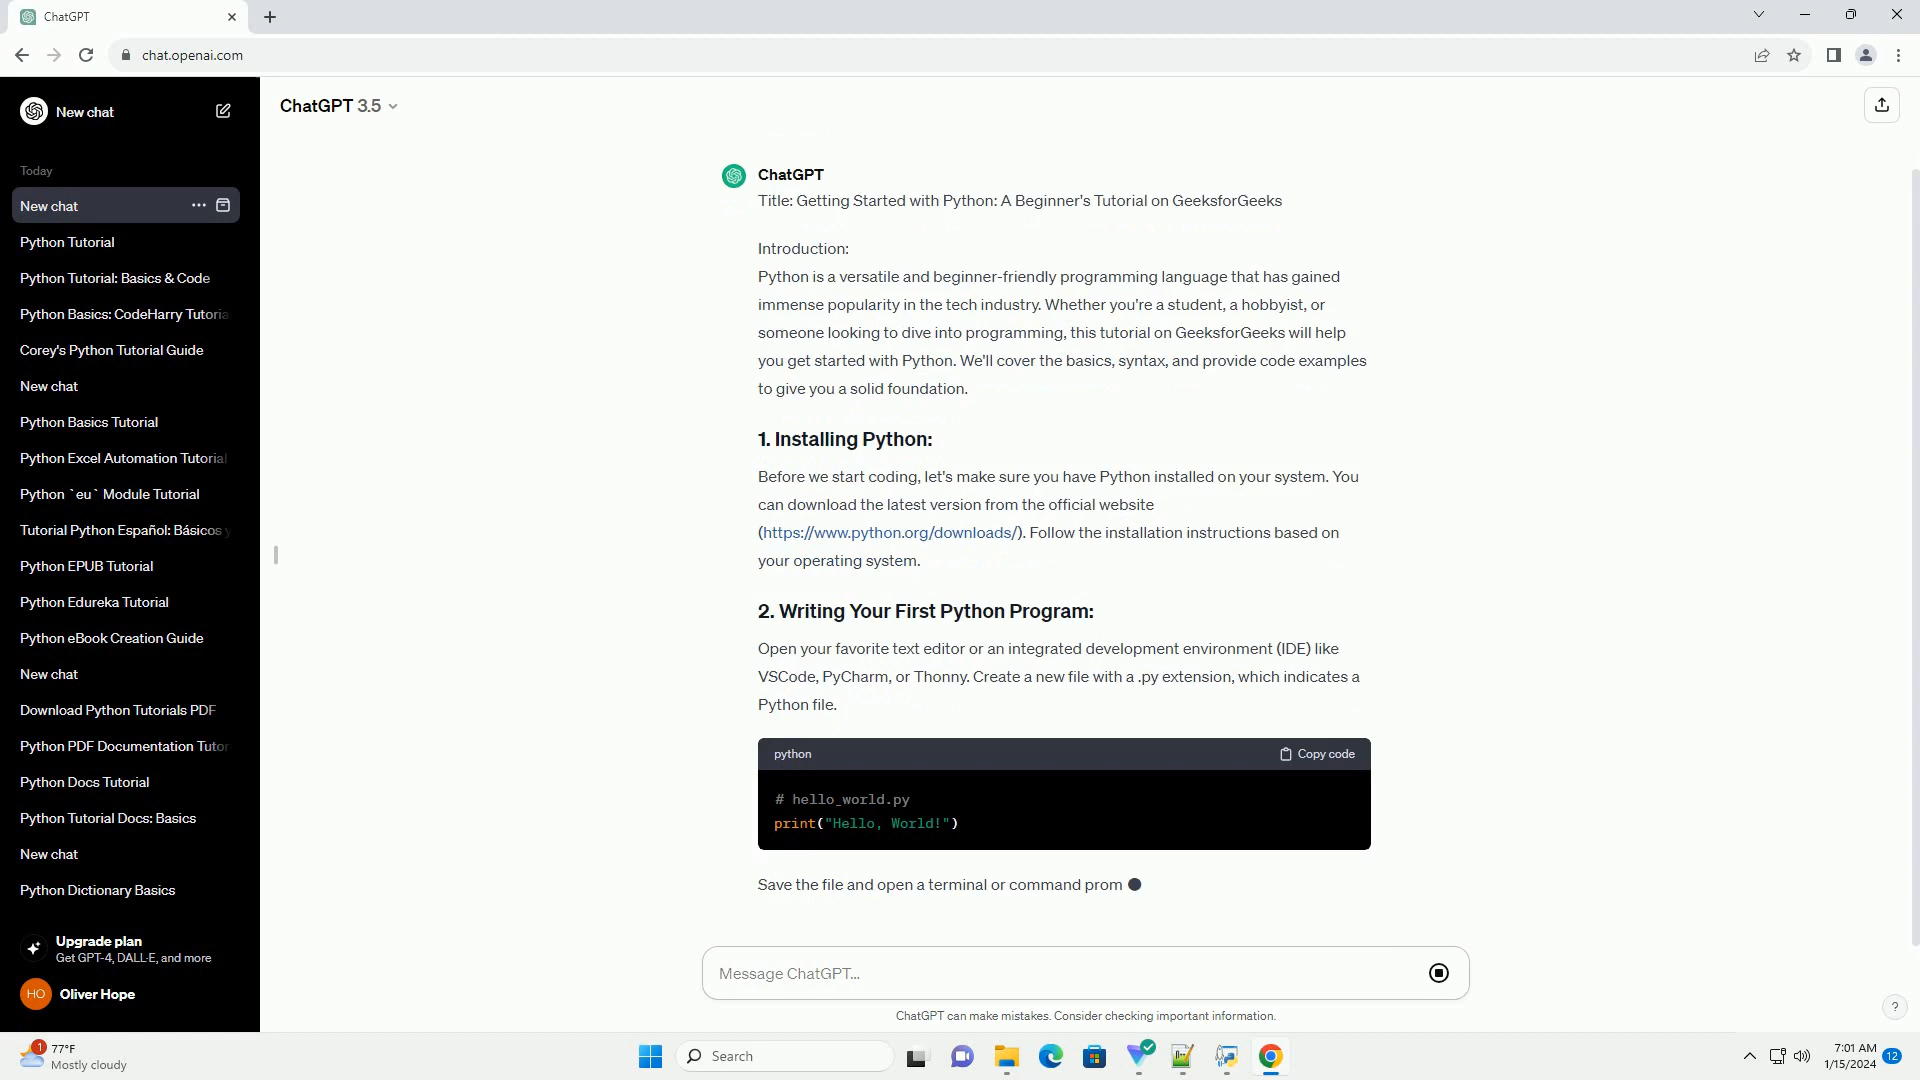 ChatGPT
chat.openai.com
New chat
Today
New chat
Python Tutorial
Python Tutorial: Basics & Code
Python Basics: CodeHarry Tutoria
Corey's Python Tutorial Guide
New chat
Python Basics Tutorial
Python Excel Automation Tutorial
Python `eu` Module Tutorial
Tutorial Python Español: Básicos y
Python EPUB Tutorial
Python Edureka Tutorial
Python eBook Creation Guide
New chat
Download Python Tutorials PDF
Python PDF Documentation Tutor
Python Docs Tutorial
Python Tutorial Docs: Basics
New chat
Python Dictionary Basics
Upgrade plan
Get GPT-4, DALL·E, and more
HO
Oliver Hope
ChatGPT 3.5
ChatGPT
Title: Getting Started with Python: A Beginner's Tutorial on GeeksforGeeks
Introduction:
Python is a versatile and beginner-friendly programming language that has gained
immense popularity in the tech industry. Whether you're a student, a hobbyist, or
someone looking to dive into programming, this tutorial on GeeksforGeeks will help
you get started with Python. We'll cover the basics, syntax, and provide code examples
to give you a solid foundation.
1. Installing Python:
Before we start coding, let's make sure you have Python installed on your system. You
can download the latest version from the official website
(https://www.python.org/downloads/). Follow the installation instructions based on
your operating system.
2. Writing Your First Python Program:
Open your favorite text editor or an integrated development environment (IDE) like
VSCode, PyCharm, or Thonny. Create a new file with a .py extension, which indicates a
Python file.
python
Copy code
# hello_world.py
print("Hello, World!")
Save the file and open a terminal or command prom
Message ChatGPT...
ChatGPT can make mistakes. Consider checking important information.
?
1
77°F
Mostly cloudy
Search
7:01 AM
1/15/2024
12